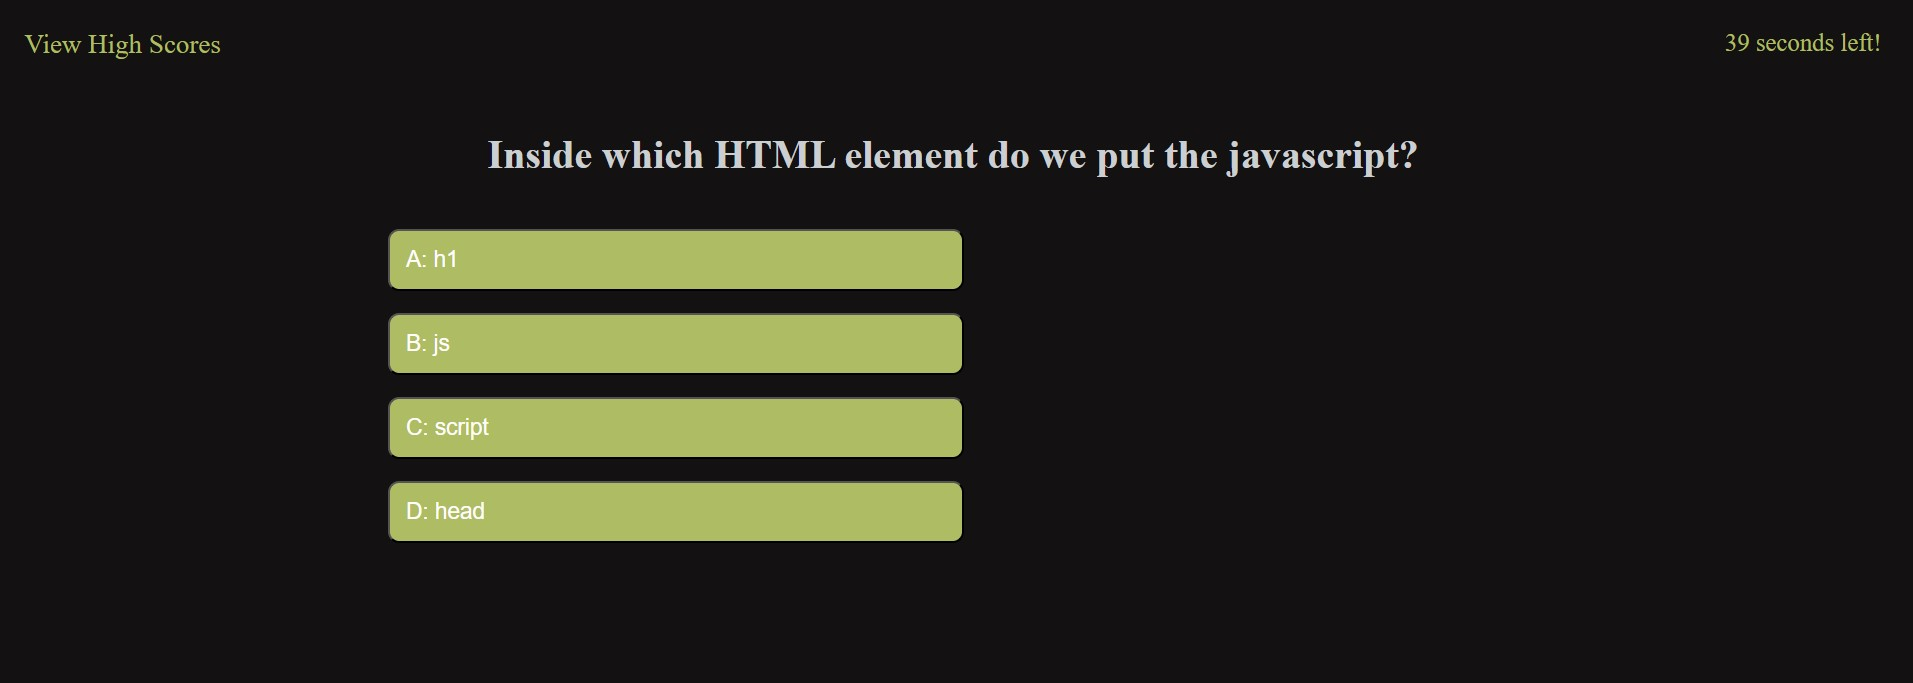 View High Scores
39 seconds left!
Inside which HTML element do we put the javascript?
A: h1
B: js
C: script
D: head